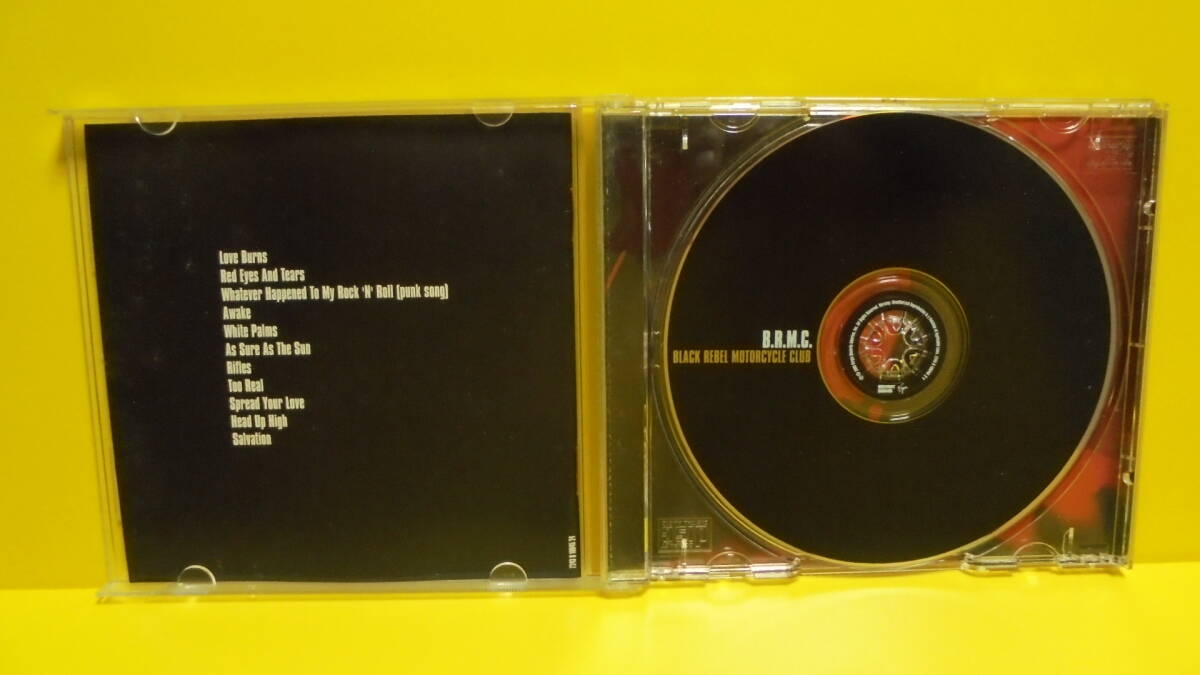 Love Burns
Red Eyes And Tears
Whatever Happened To My Rock 'N' Roll (punk song)
Awake
White Palms
As Sure As The Sun
Rifles
Too Real
Spread Your Love
Head Up High
Salvation
B.R.M.C.
BLACK REBEL MOTORCYCLE CLUB